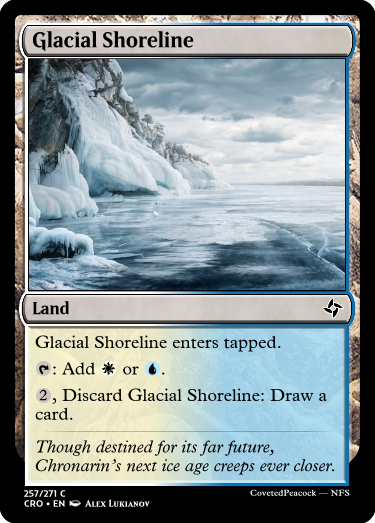 Glacial Shoreline
Land
Glacial Shoreline enters tapped.
: Add or .
2, Discard Glacial Shoreline: Draw a
card.
Though destined for its far future,
Chronarin's next ice age creeps ever closer.
257/271 C
CRO • EN Alex Lukianov
CovetedPeacock — NFS